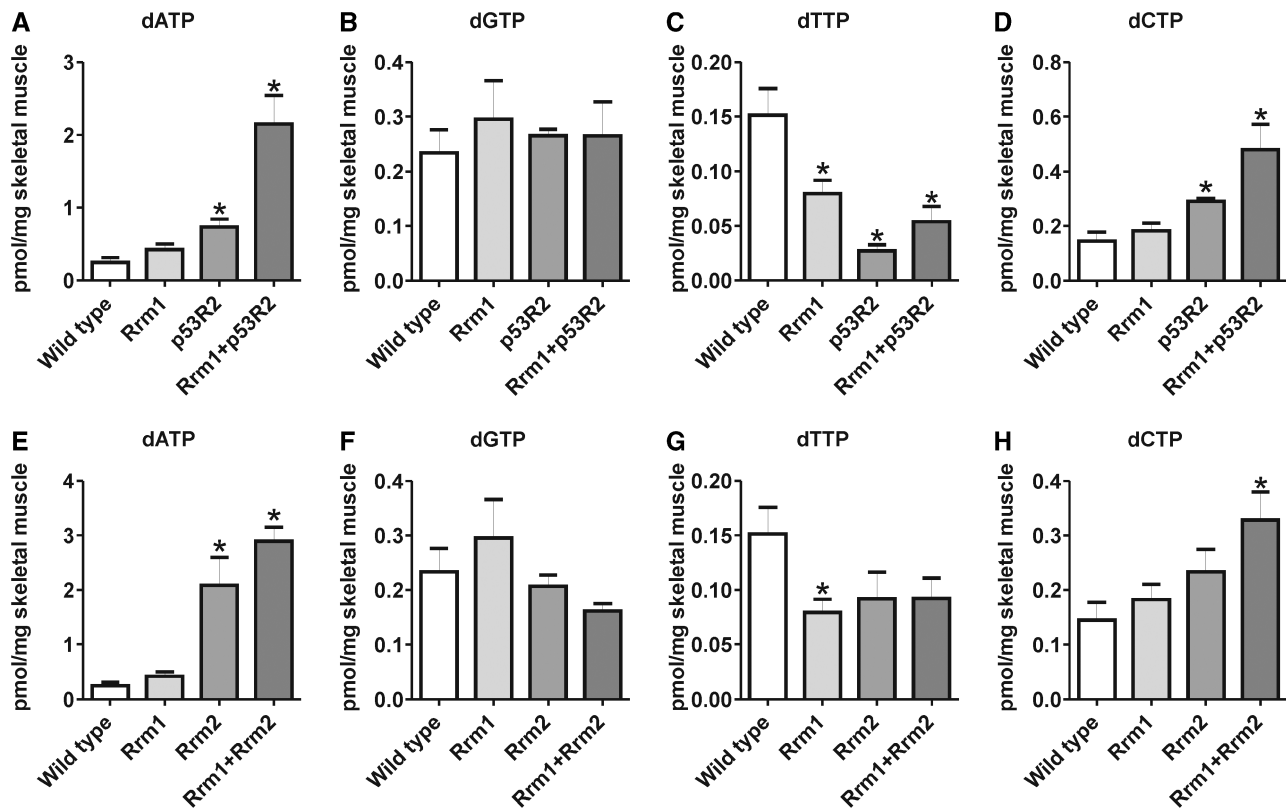 A dATP
pmol/mg skeletal muscle
3
2
1
0
Wild type
Rrm1
p53R2
Rrm1+p53R2
*
*
B dGTP
pmol/mg skeletal muscle
0.4
0.3
0.2
0.1
0.0
Wild type
Rrm1
p53R2
Rrm1+p53R2
C dTTP
pmol/mg skeletal muscle
0.20
0.15
0.10
0.05
0.00
Wild type
Rrm1
p53R2
Rrm1+p53R2
*
*
*
D dCTP
pmol/mg skeletal muscle
0.8
0.6
0.4
0.2
0.0
Wild type
Rrm1
p53R2
Rrm1+p53R2
*
*
E dATP
pmol/mg skeletal muscle
4
3
2
1
0
Wild type
Rrm1
Rrm2
Rrm1+Rrm2
*
*
F dGTP
pmol/mg skeletal muscle
0.4
0.3
0.2
0.1
0.0
Wild type
Rrm1
Rrm2
Rrm1+Rrm2
G dTTP
pmol/mg skeletal muscle
0.20
0.15
0.10
0.05
0.00
Wild type
Rrm1
Rrm2
Rrm1+Rrm2
*
H dCTP
pmol/mg skeletal muscle
0.4
0.3
0.2
0.1
0.0
Wild type
Rrm1
Rrm2
Rrm1+Rrm2
*